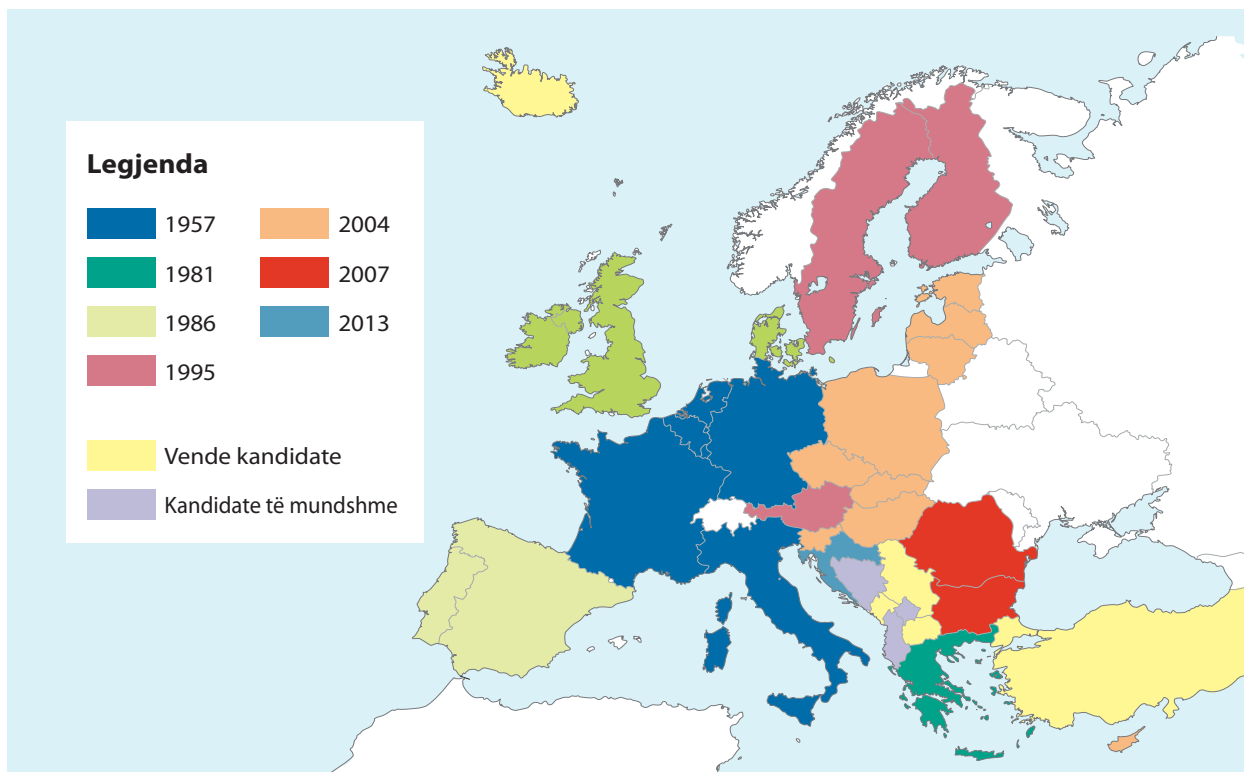 Legjenda
1957
1981
1986
1995
2004
2007
2013
Vende kandidate
Kandidate të mundshme